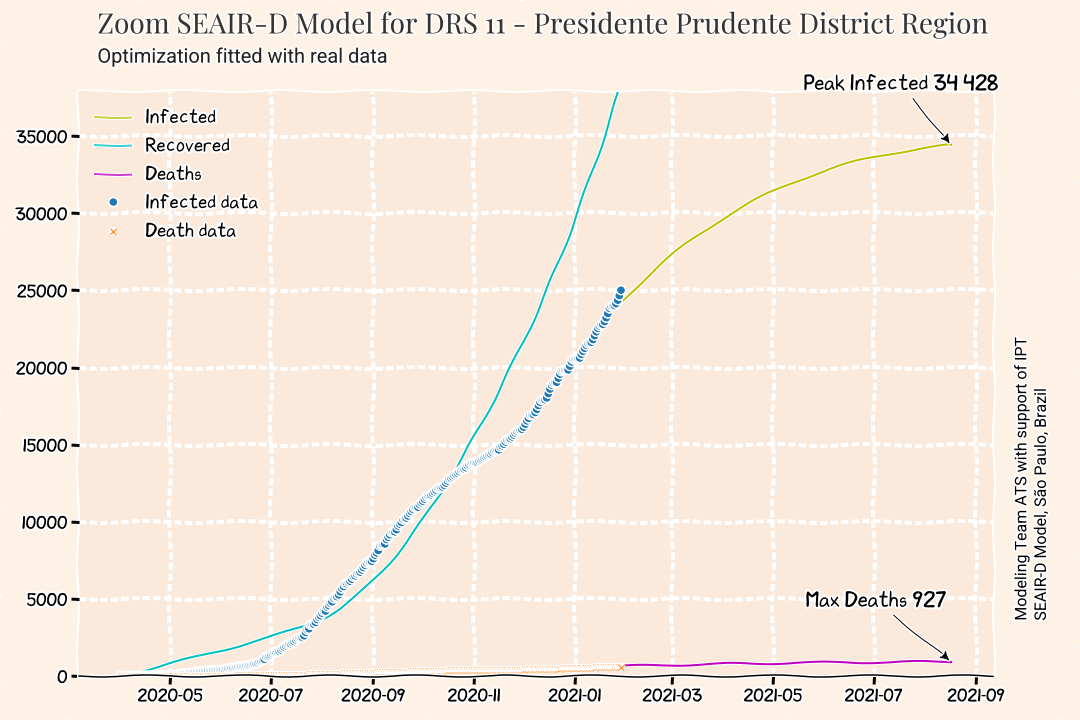 Zoom SEAIR-D Model for DRS 11 - Presidente Prudente District Region
Optimization fitted with real data
Peak Infected 34 428
Infected
Recovered
Deaths
Infected data
Death data
35000
30000
25000
20000
15000
10000
5000
0
Max Deaths 927
2020-05
2020-07
2020-09
2020-11
2021-01
2021-03
2021-05
2021-07
2021-09
Modeling Team ATS with support of IPT
SEAIR-D Model, São Paulo, Brazil